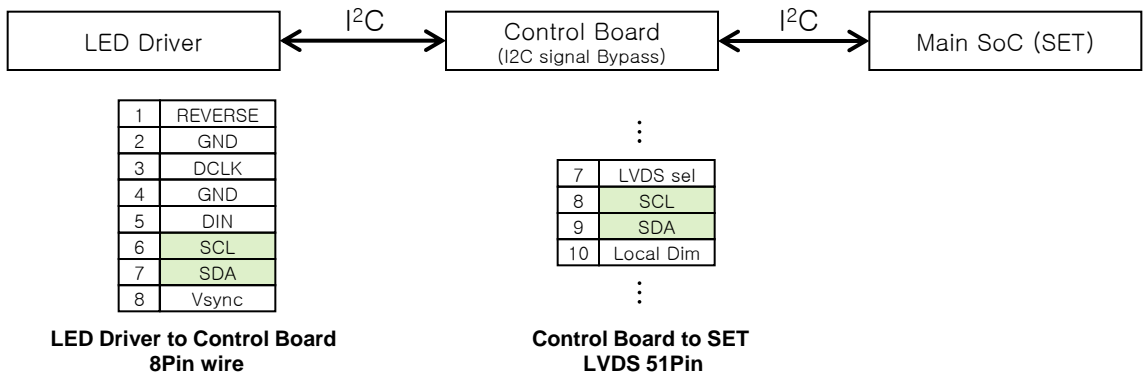 LED Driver
I²C
Control Board
(I2C signal Bypass)
I²C
Main SoC (SET)
1 REVERSE
2 GND
3 DCLK
4 GND
5 DIN
6 SCL
7 SDA
8 Vsync
LED Driver to Control Board
8Pin wire
⋮
7 LVDS sel
8 SCL
9 SDA
10 Local Dim
⋮
Control Board to SET
LVDS 51Pin